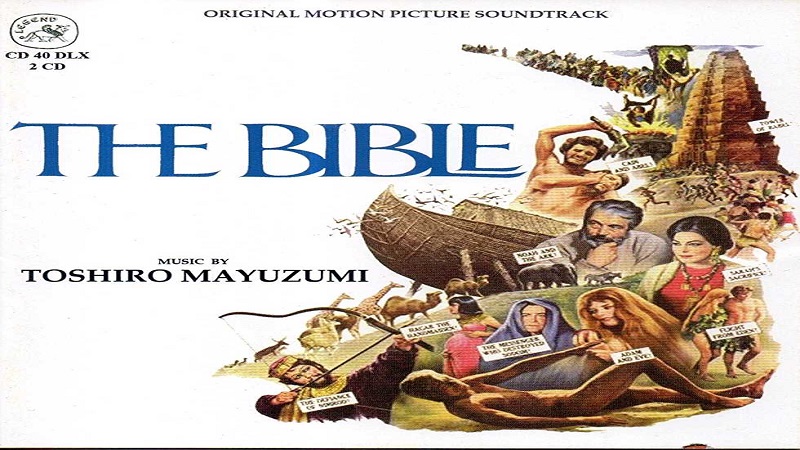 ORIGINAL MOTION PICTURE SOUNDTRACK
LEGEND
CD 40 DLX
2 CD
THE BIBLE
MUSIC BY
TOSHIRO MAYUZUMI
TOWER
OF BABEL!
CAIN
AND ABEL!
NOAH AND
THE ARK!
SARAH'S
SACRIFICE!
HAGAR THE
HANDMAIDEN!
THE MESSENGER
WHO DESTROYED
SODOM!
ADAM
AND EVE!
FLIGHT
FROM EDEN!
THE DEFIANCE
OF NIMROD!